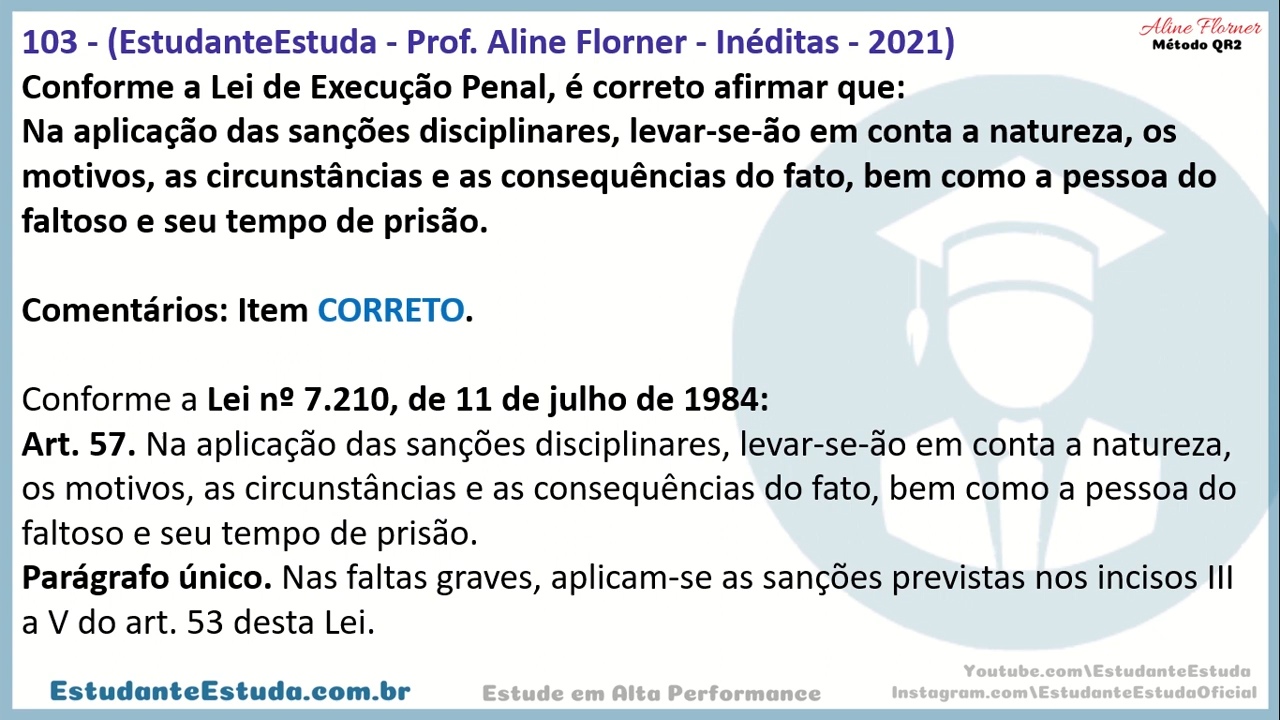 103 - (EstudanteEstuda - Prof. Aline Florner - Inéditas - 2021)
Aline Florner
Método QR2
Conforme a Lei de Execução Penal, é correto afirmar que:
Na aplicação das sanções disciplinares, levar-se-ão em conta a natureza, os
motivos, as circunstâncias e as consequências do fato, bem como a pessoa do
faltoso e seu tempo de prisão.
Comentários: Item CORRETO.
Conforme a Lei nº 7.210, de 11 de julho de 1984:
Art. 57. Na aplicação das sanções disciplinares, levar-se-ão em conta a natureza,
os motivos, as circunstâncias e as consequências do fato, bem como a pessoa do
faltoso e seu tempo de prisão.
Parágrafo único. Nas faltas graves, aplicam-se as sanções previstas nos incisos III
a V do art. 53 desta Lei.
EstudanteEstuda.com.br
Estude em Alta Performance
Youtube.com\EstudanteEstuda
Instagram.com\EstudanteEstudaOficial